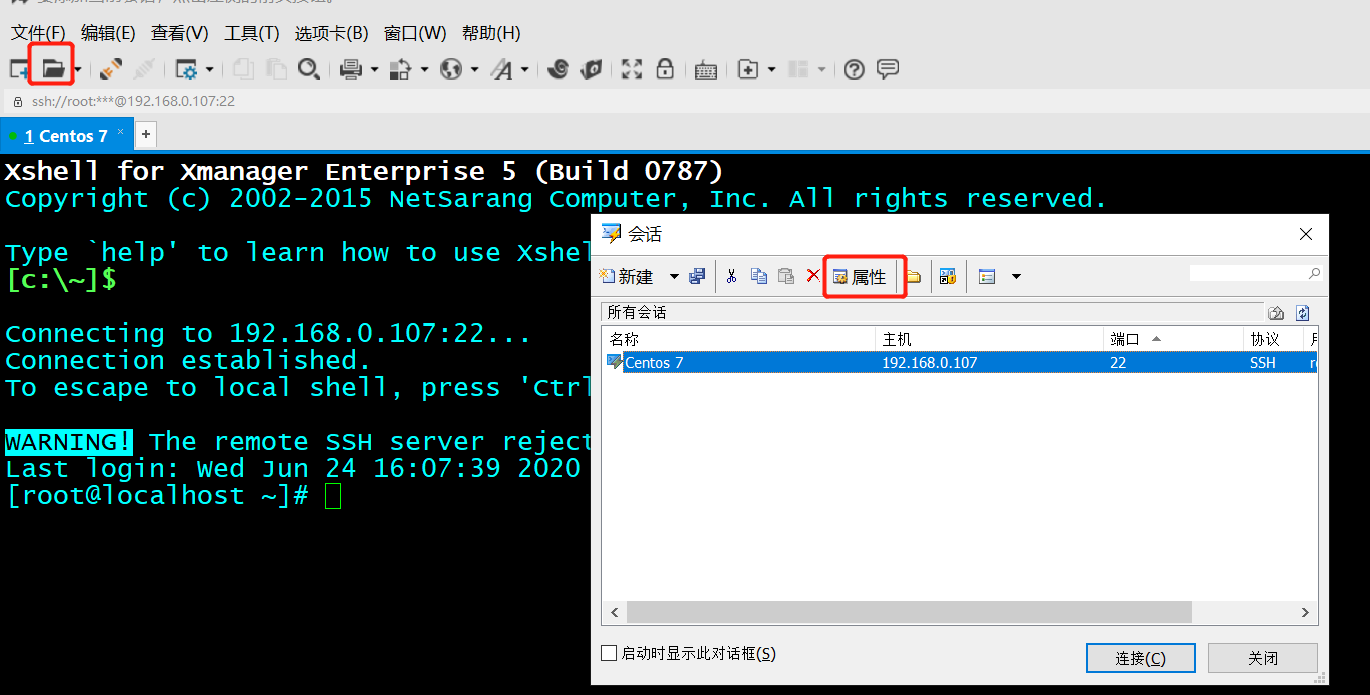 文件(F) 编辑(E) 查看(V) 工具(T) 选项卡(B) 窗口(W) 帮助(H)
ssh://root:***@192.168.0.107:22
1 Centos 7 × +
Xshell for Xmanager Enterprise 5 (Build 0787)
Copyright (c) 2002-2015 NetSarang Computer, Inc. All rights reserved.
Type `help' to learn how to use
[c:\~]$
Connecting to 192.168.0.107:22...
Connection established.
To escape to local shell, press
WARNING! The remote SSH server
Last login: Wed Jun 24 16:07:39 2020
[root@localhost ~]#
会话
新建 属性
所有会话
名称 主机 端口 协议
Centos 7 192.168.0.107 22 SSH
启动时显示此对话框(S)
连接(C) 关闭